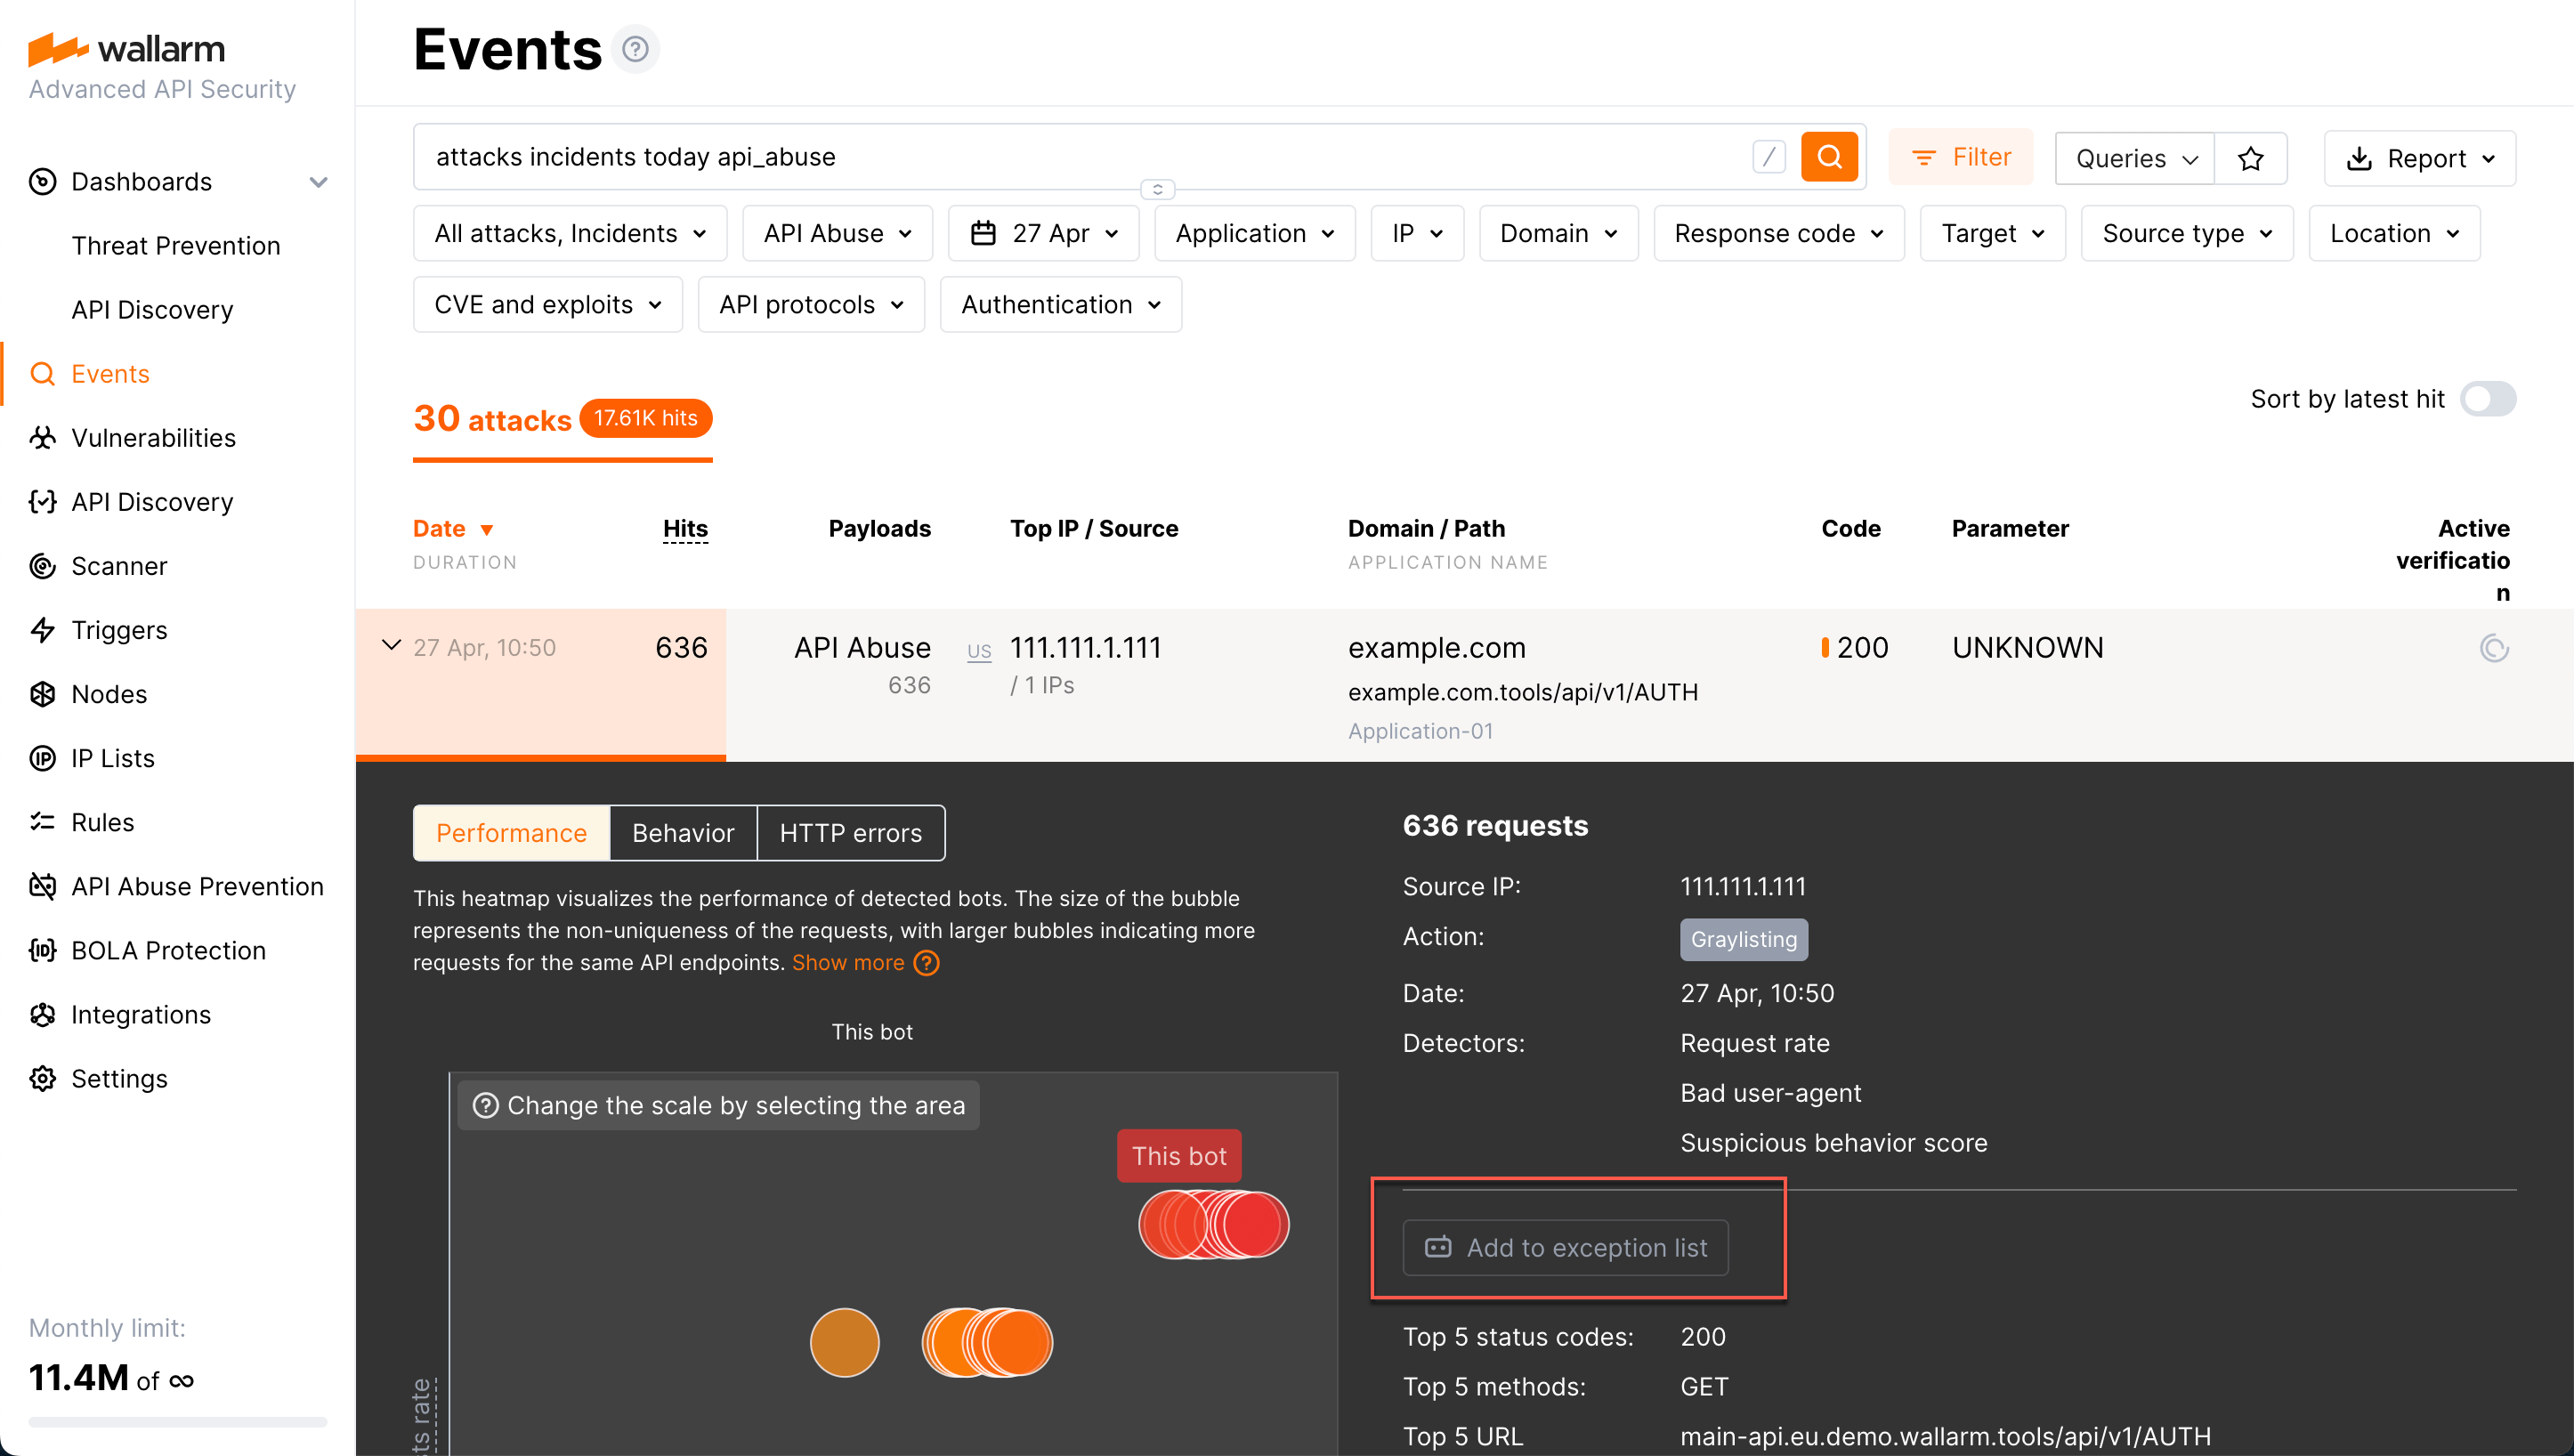 wallarm
Advanced API Security
Dashboards
Threat Prevention
API Discovery
Events
Vulnerabilities
API Discovery
Scanner
Triggers
Nodes
IP Lists
Rules
API Abuse Prevention
BOLA Protection
Integrations
Settings
Monthly limit:
11.4M of ∞
Events ?
attacks incidents today api_abuse /
Filter
Queries
Report
All attacks, Incidents
API Abuse
27 Apr
Application
IP
Domain
Response code
Target
Source type
Location
CVE and exploits
API protocols
Authentication
30 attacks 17.61K hits
Sort by latest hit
Date
DURATION
Hits
Payloads
Top IP / Source
Domain / Path
APPLICATION NAME
Code
Parameter
Active
verificatio
n
27 Apr, 10:50
636
API Abuse
636
US 111.111.1.111
/ 1 IPs
example.com
example.com.tools/api/v1/AUTH
Application-01
200
UNKNOWN
Performance
Behavior
HTTP errors
This heatmap visualizes the performance of detected bots. The size of the bubble
represents the non-uniqueness of the requests, with larger bubbles indicating more
requests for the same API endpoints. Show more ?
This bot
? Change the scale by selecting the area
This bot
ts rate
636 requests
Source IP: 111.111.1.111
Action: Graylisting
Date: 27 Apr, 10:50
Detectors: Request rate
Bad user-agent
Suspicious behavior score
Add to exception list
Top 5 status codes: 200
Top 5 methods: GET
Top 5 URL main-api.eu.demo.wallarm.tools/api/v1/AUTH